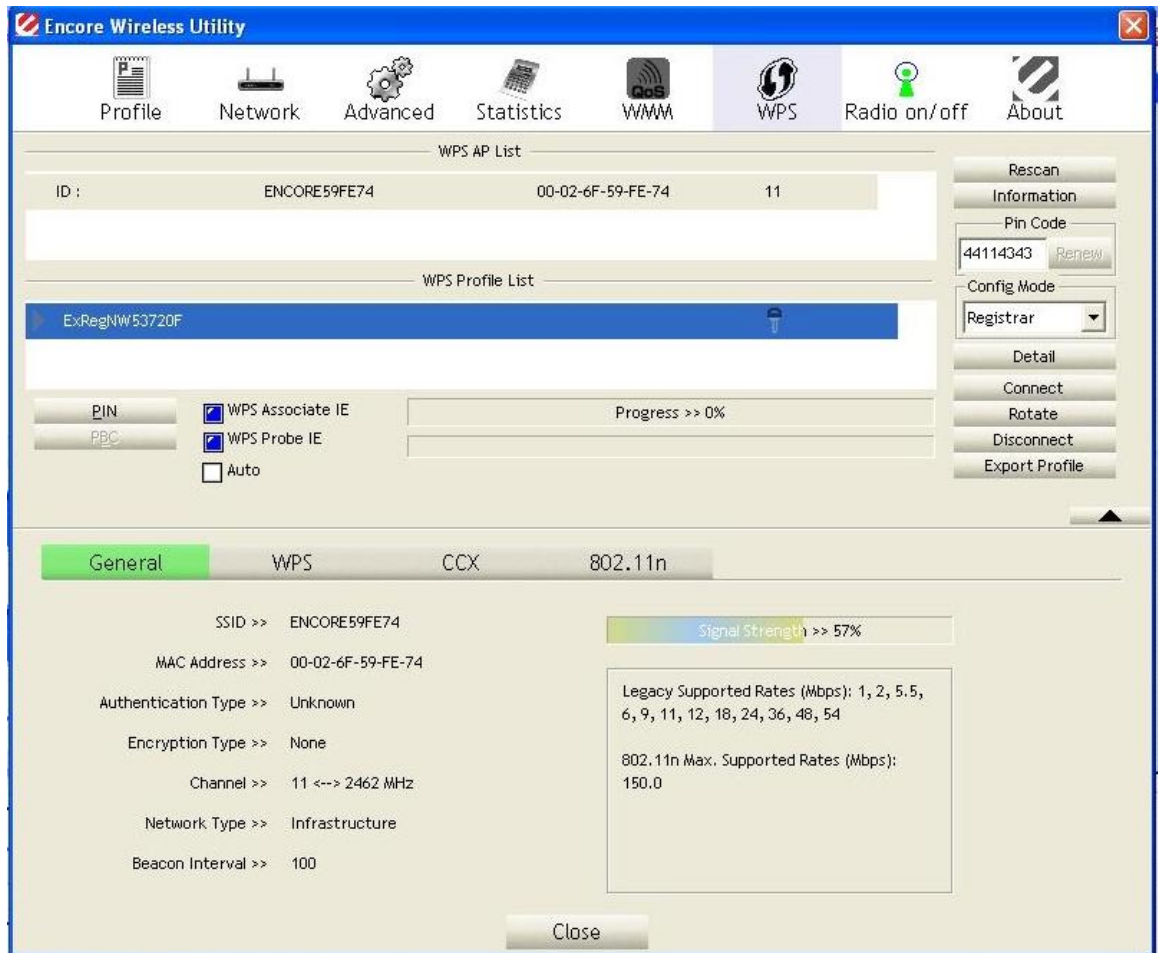 Encore Wireless Utility
Profile Network Advanced Statistics QoS WMM WPS Radio on/off About
WPS AP List
ID : ENCORE59FE74 00-02-6F-59-FE-74 11
Rescan
Information
Pin Code
44114343 Renew
WPS Profile List
ExRegNW53720F
Config Mode
Registrar
Detail
Connect
Rotate
Disconnect
Export Profile
PIN
PBC
WPS Associate IE
WPS Probe IE
Auto
Progress >> 0%
General WPS CCX 802.11n
SSID >> ENCORE59FE74
MAC Address >> 00-02-6F-59-FE-74
Authentication Type >> Unknown
Encryption Type >> None
Channel >> 11 <--> 2462 MHz
Network Type >> Infrastructure
Beacon Interval >> 100
Signal Strength >> 57%
Legacy Supported Rates (Mbps): 1, 2, 5.5,
6, 9, 11, 12, 18, 24, 36, 48, 54
802.11n Max. Supported Rates (Mbps):
150.0
Close